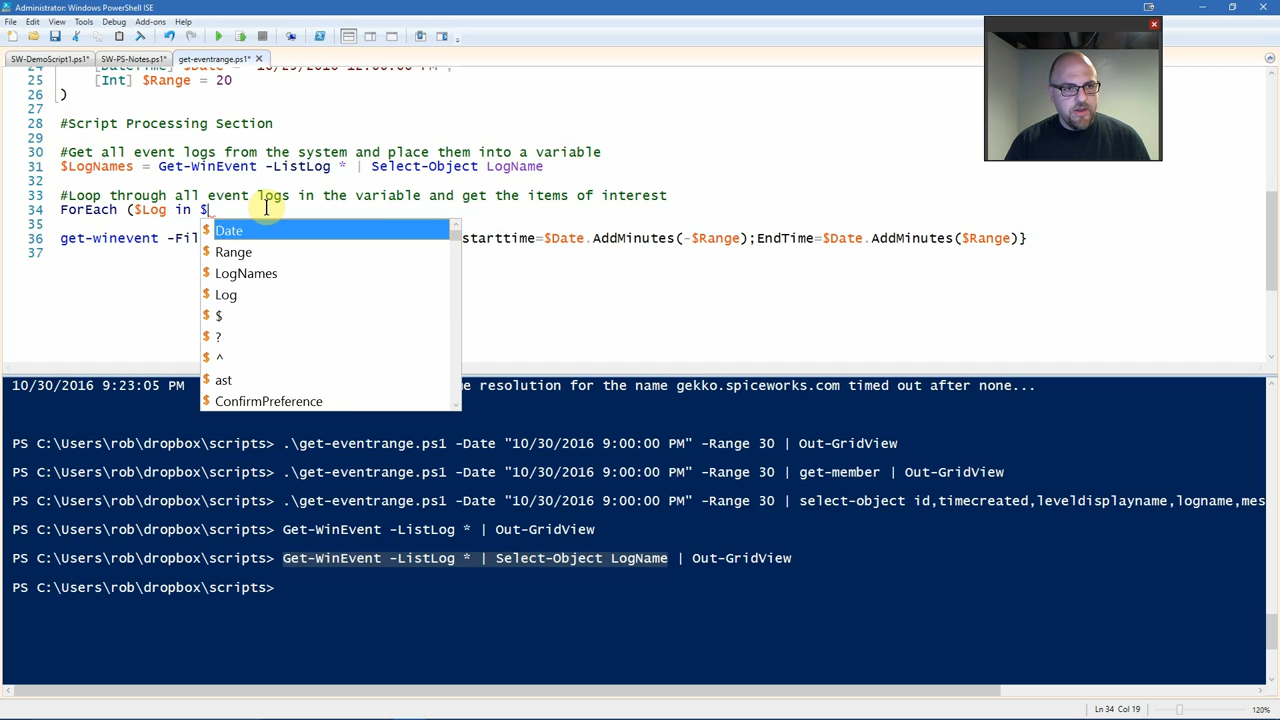 Administrator: Windows PowerShell ISE
File Edit View Tools Debug Add-ons Help
SW-DemoScript1.ps1* SW-PS-Notes.ps1* get-eventrange.ps1*
24 [DateTime] $Date = "10/29/2016 12:00:00 PM",
25 [Int] $Range = 20
26 )
27
28 #Script Processing Section
29
30 #Get all event logs from the system and place them into a variable
31 $LogNames = Get-WinEvent -ListLog * | Select-Object LogName
32
33 #Loop through all event logs in the variable and get the items of interest
34 ForEach ($Log in $
35
36 get-winevent -Fil starttime=$Date.AddMinutes(-$Range);EndTime=$Date.AddMinutes($Range)}
37
$ Date
$ Range
$ LogNames
$ Log
$ $
$ ?
$ ^
$ ast
$ ConfirmPreference
10/30/2016 9:23:05 PM e resolution for the name gekko.spiceworks.com timed out after none...
PS C:\Users\rob\dropbox\scripts> .\get-eventrange.ps1 -Date "10/30/2016 9:00:00 PM" -Range 30 | Out-GridView
PS C:\Users\rob\dropbox\scripts> .\get-eventrange.ps1 -Date "10/30/2016 9:00:00 PM" -Range 30 | get-member | Out-GridView
PS C:\Users\rob\dropbox\scripts> .\get-eventrange.ps1 -Date "10/30/2016 9:00:00 PM" -Range 30 | select-object id,timecreated,leveldisplayname,logname,mes
PS C:\Users\rob\dropbox\scripts> Get-WinEvent -ListLog * | Out-GridView
PS C:\Users\rob\dropbox\scripts> Get-WinEvent -ListLog * | Select-Object LogName | Out-GridView
PS C:\Users\rob\dropbox\scripts>
Ln 34 Col 19 120%